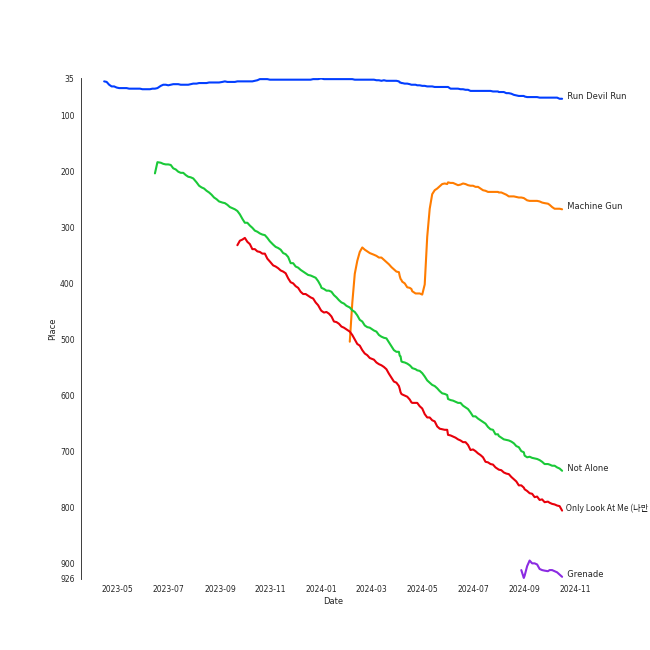 35
100
200
300
400
500
600
700
800
900
926
Place
2023-05 2023-07 2023-09 2023-11 2024-01 2024-03 2024-05 2024-07 2024-09 2024-11
Date
Run Devil Run
Machine Gun
Not Alone
Only Look At Me (나만
Grenade